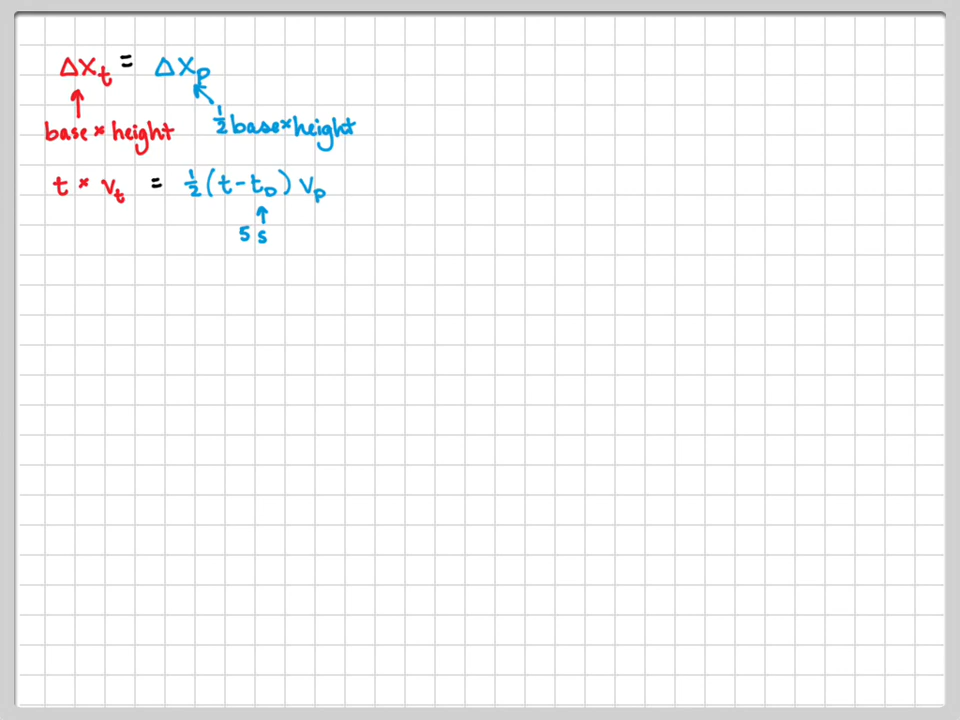 Δx_t = Δx_p
base × height
½ base × height
t × v_t = ½ (t - t_0) v_p
5 s